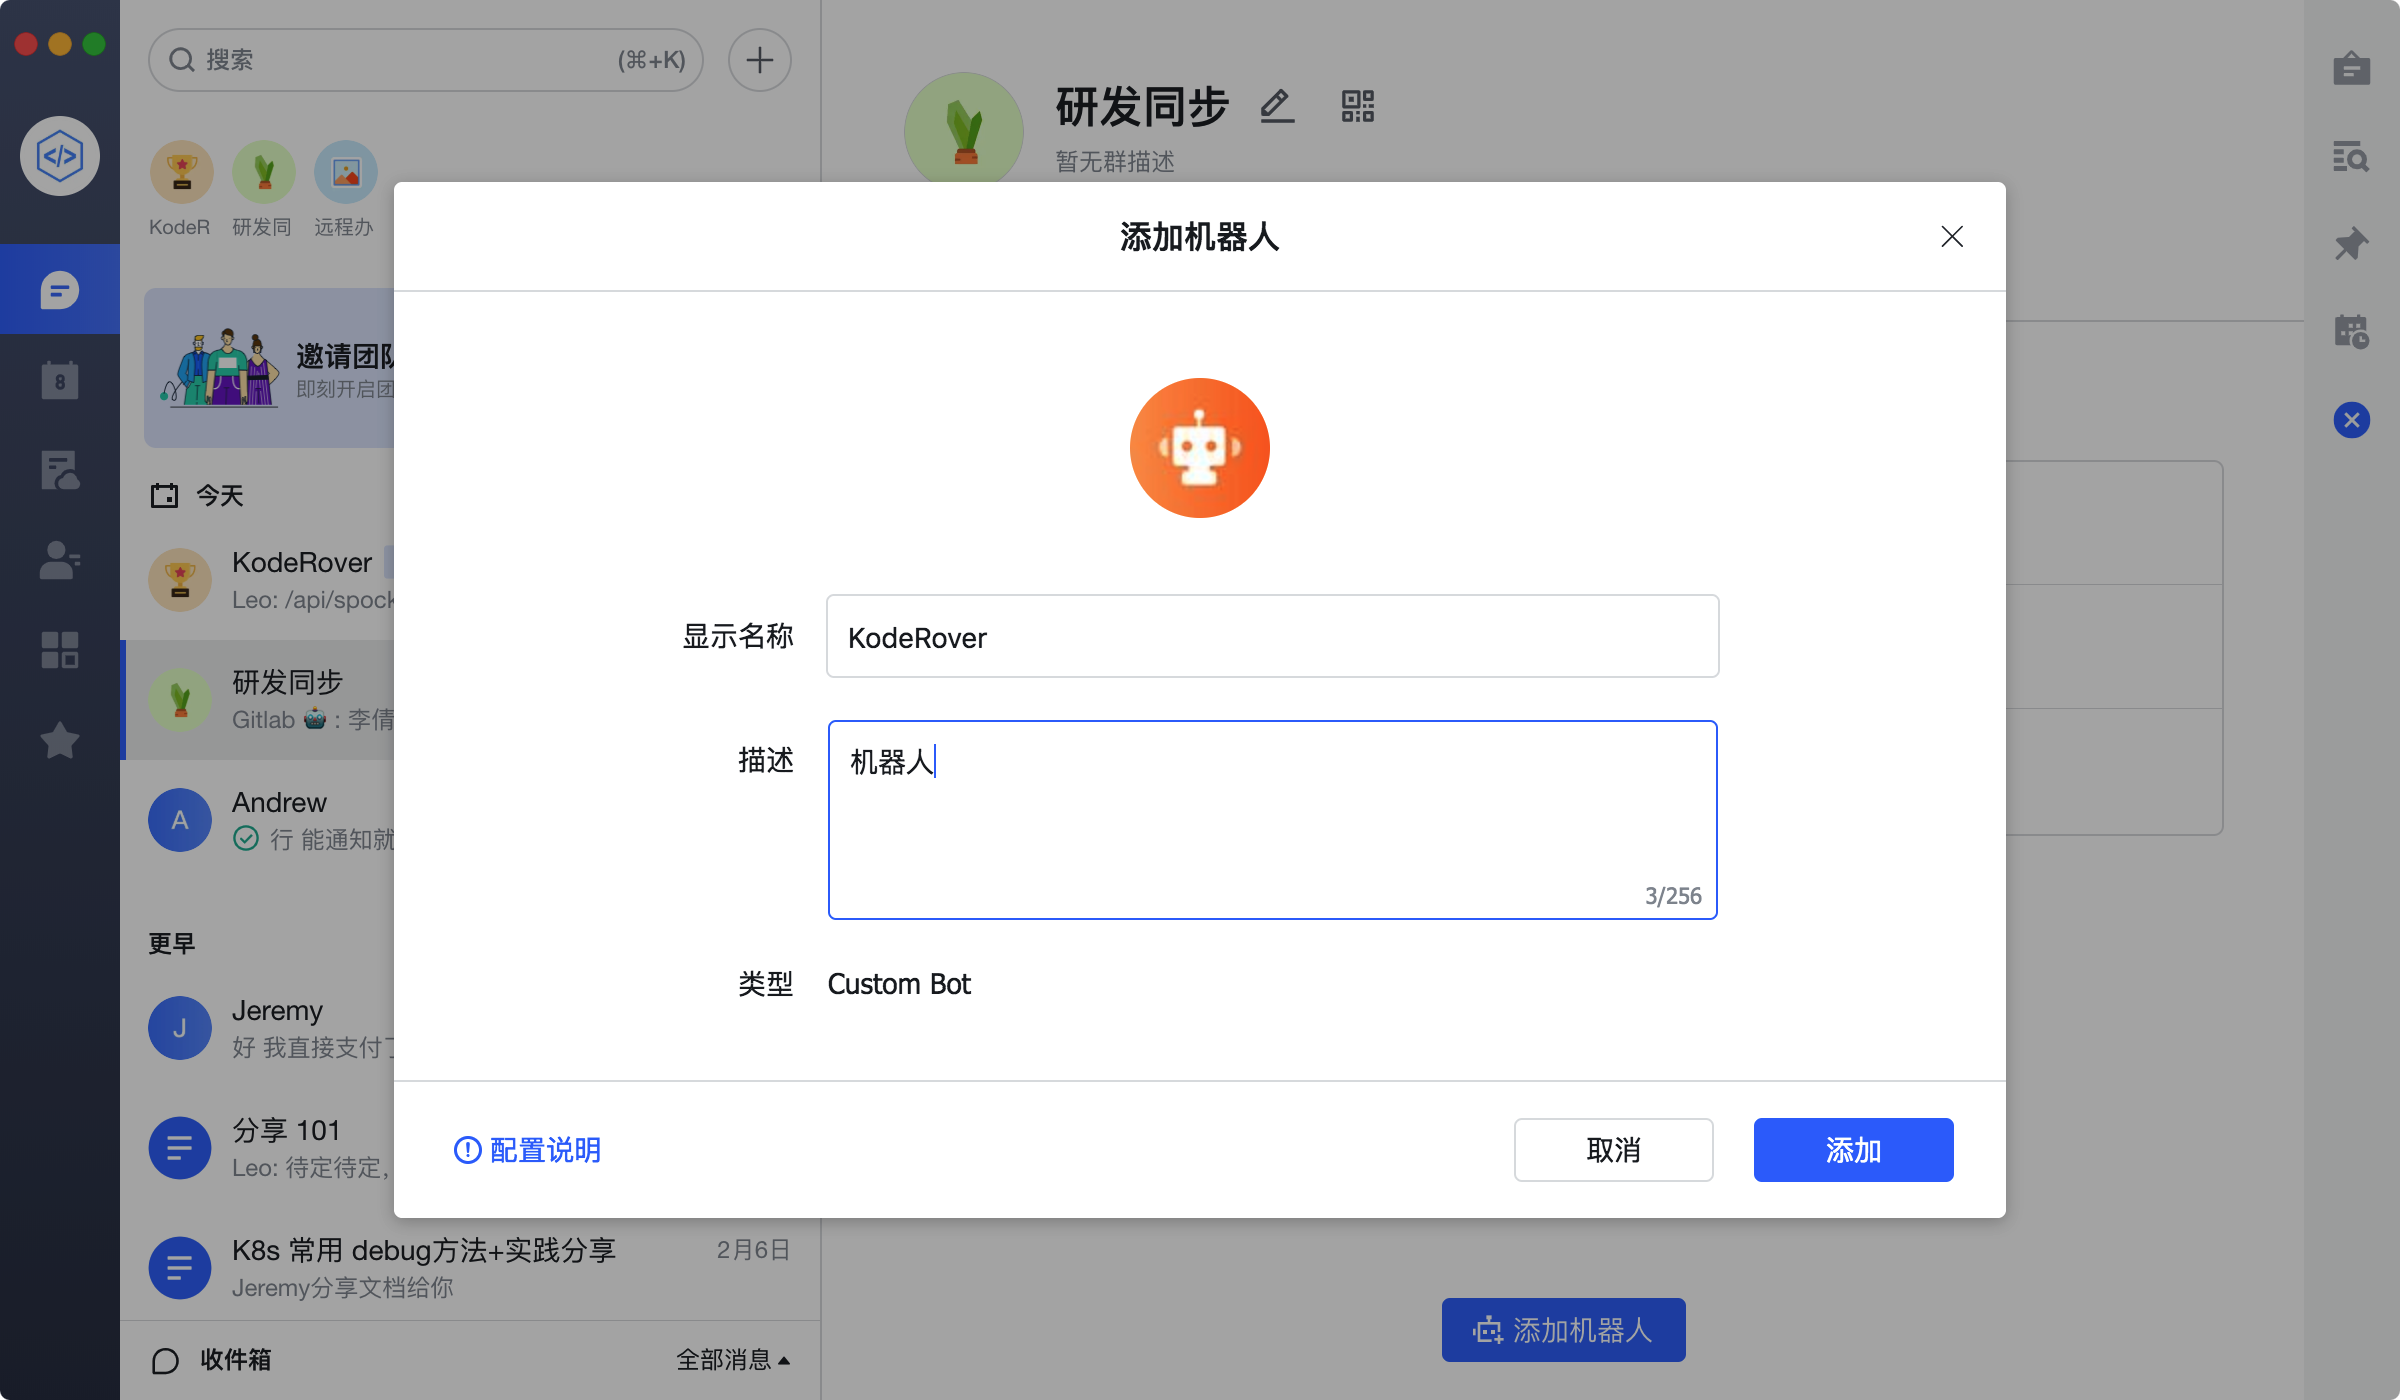 搜索 (⌘+K)
KodeR 研发同 远程办
邀请团队
即刻开启团
8
今天
KodeRover
Leo: /api/spock
研发同步
Gitlab 🤖 : 李倩
A
Andrew
行 能通知就
更早
J
Jeremy
好 我直接支付了
分享 101
Leo: 待定待定,
K8s 常用 debug方法+实践分享 2月6日
Jeremy分享文档给你
收件箱 全部消息
研发同步
暂无群描述
添加机器人
显示名称 KodeRover
描述 机器人
3/256
类型 Custom Bot
配置说明 取消 添加
添加机器人